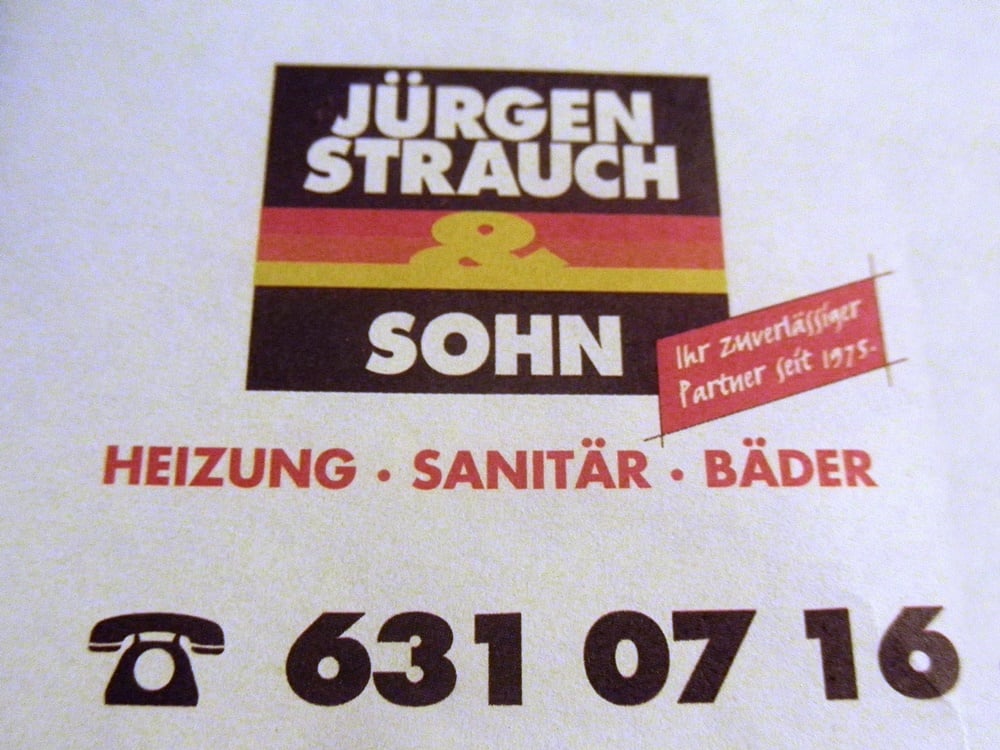 JÜRGEN
STRAUCH
&
SOHN
Ihr zuverlässiger
Partner seit 1975.
HEIZUNG · SANITÄR · BÄDER
☎ 631 07 16